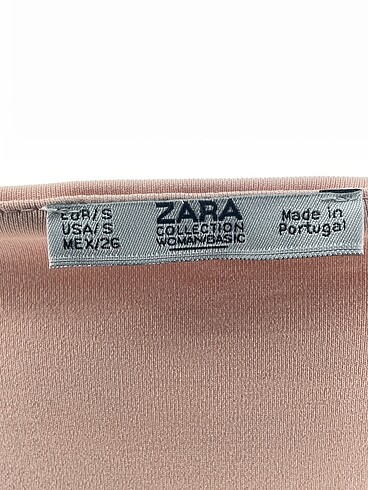 EUR/S
USA/S
MEX/26
ZARA
COLLECTION
WOMAN/BASIC
Made in
Portugal